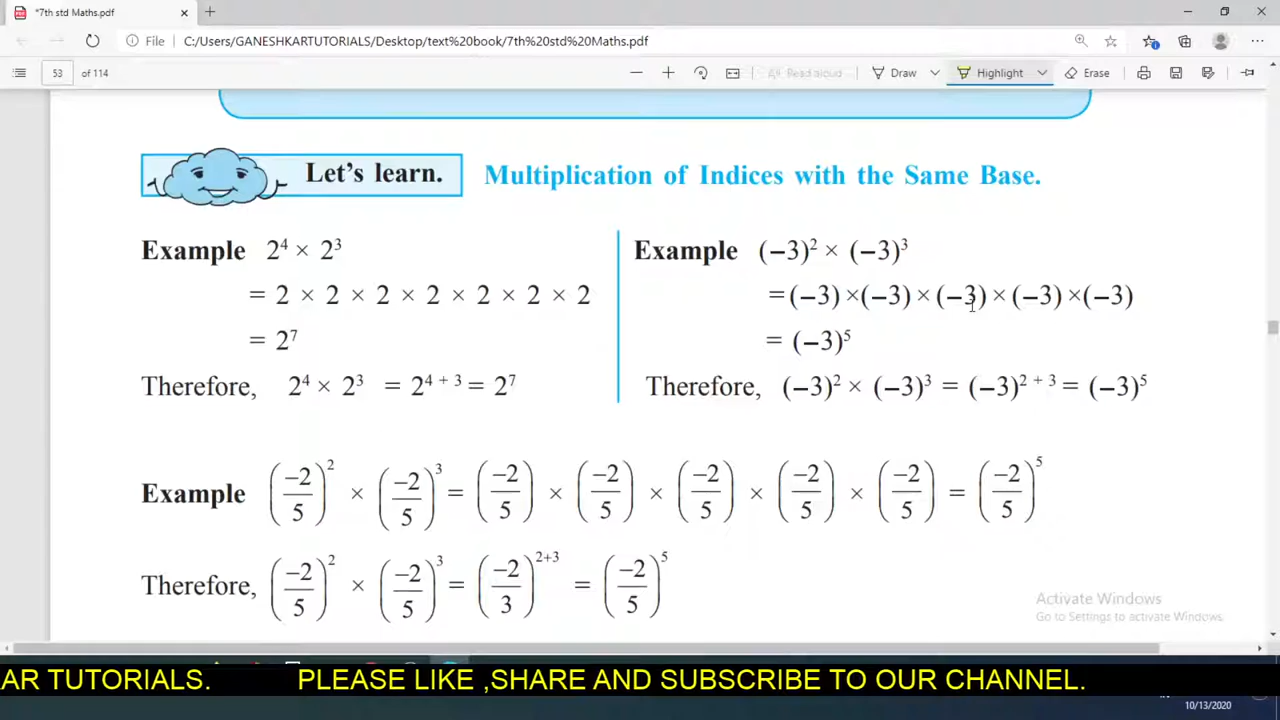 *7th std Maths.pdf
File C:/Users/GANESHKARTUTORIALS/Desktop/text%20book/7th%20std%20Maths.pdf
53 of 114 Read aloud Draw Highlight Erase
Let's learn. Multiplication of Indices with the Same Base.
Example 2⁴ × 2³
= 2 × 2 × 2 × 2 × 2 × 2 × 2
= 2⁷
Therefore, 2⁴ × 2³ = 2⁴ ⁺ ³ = 2⁷
Example (−3)² × (−3)³
= (−3) × (−3) × (−3) × (−3) × (−3)
= (−3)⁵
Therefore, (−3)² × (−3)³ = (−3)² ⁺ ³ = (−3)⁵
Example (−2/5)² × (−2/5)³ = (−2/5) × (−2/5) × (−2/5) × (−2/5) × (−2/5) = (−2/5)⁵
Therefore, (−2/5)² × (−2/5)³ = (−2/3)²⁺³ = (−2/5)⁵
Activate Windows
Go to Settings to activate Windows.
AR TUTORIALS. PLEASE LIKE ,SHARE AND SUBSCRIBE TO OUR CHANNEL.
10/13/2020